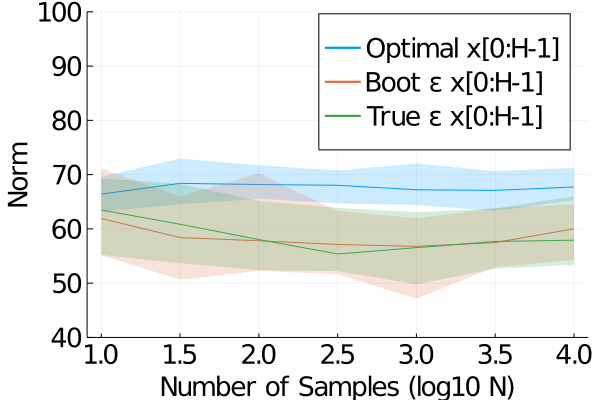 100
90
80
70
60
50
40
Norm
Optimal x[0:H-1]
Boot ε x[0:H-1]
True ε x[0:H-1]
1.0 1.5 2.0 2.5 3.0 3.5 4.0
Number of Samples (log10 N)